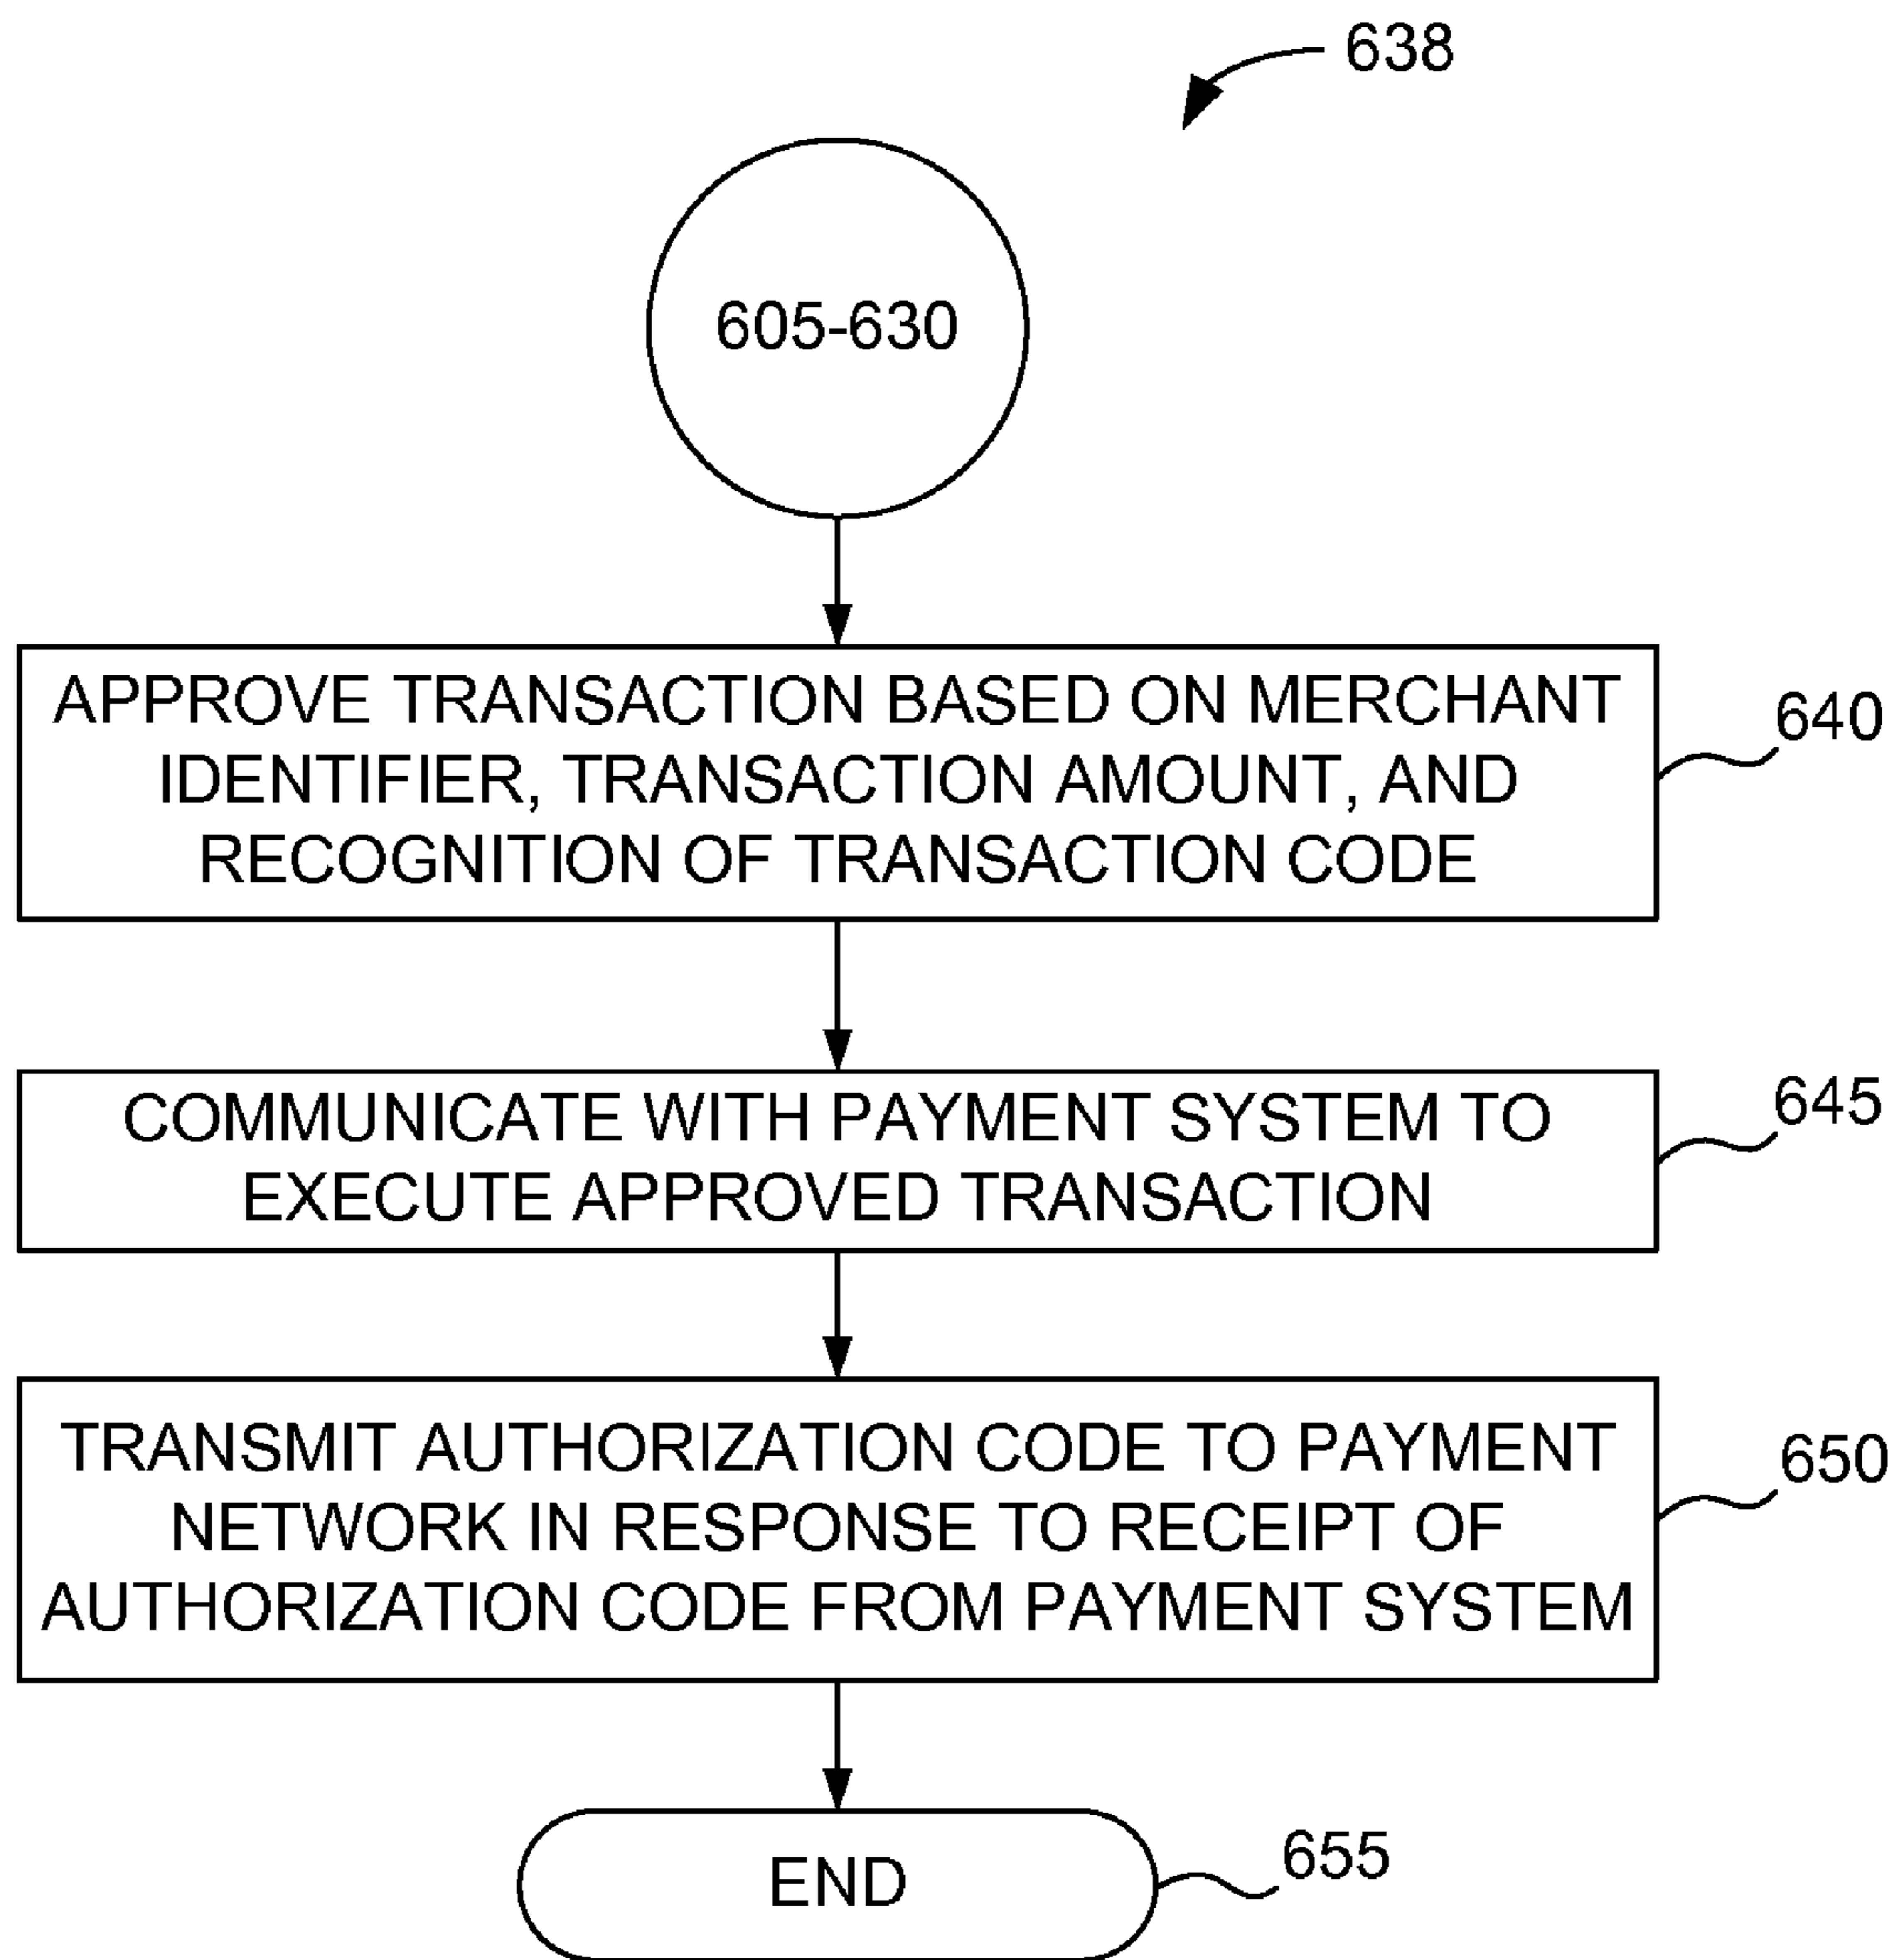 638
605-630
APPROVE TRANSACTION BASED ON MERCHANT
IDENTIFIER, TRANSACTION AMOUNT, AND
RECOGNITION OF TRANSACTION CODE
640
COMMUNICATE WITH PAYMENT SYSTEM TO
EXECUTE APPROVED TRANSACTION
645
TRANSMIT AUTHORIZATION CODE TO PAYMENT
NETWORK IN RESPONSE TO RECEIPT OF
AUTHORIZATION CODE FROM PAYMENT SYSTEM
650
END
655